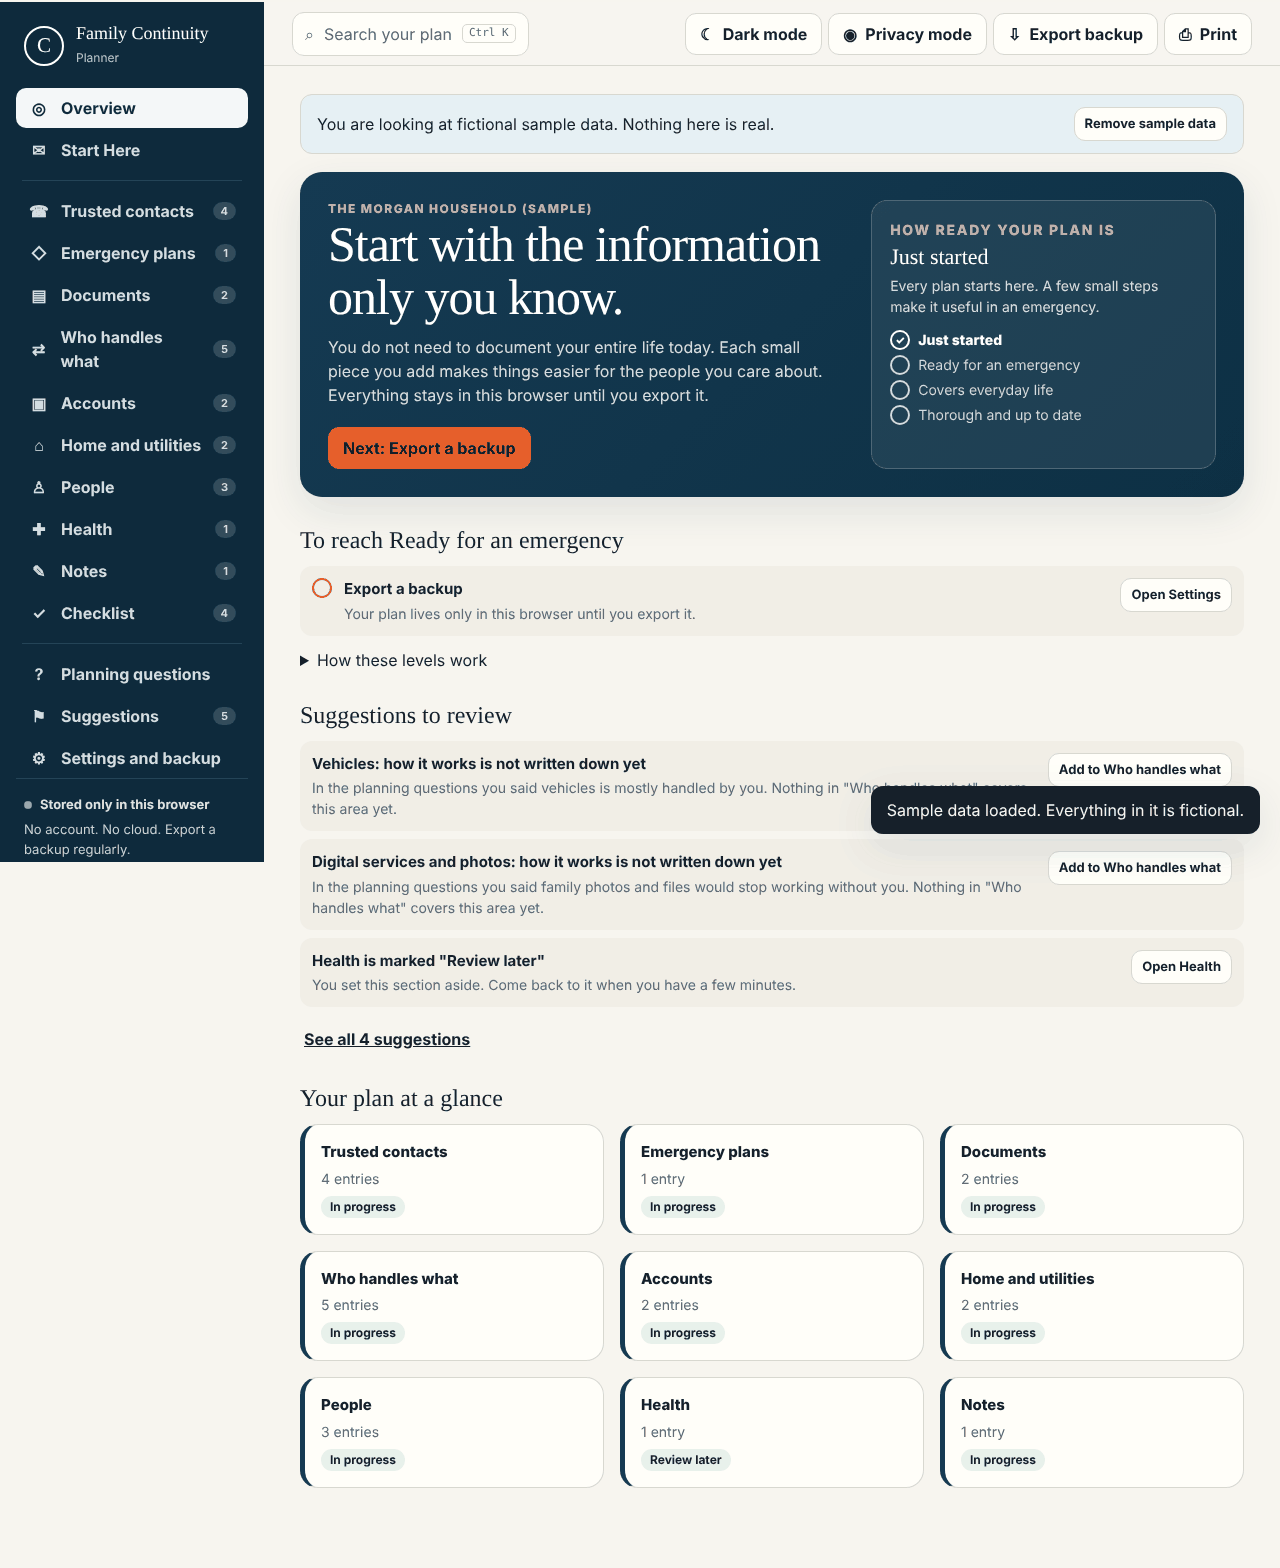 Family Continuity
Planner
C
Overview
Start Here
Trusted contacts 4
Emergency plans 1
Documents 2
Who handles
what 5
Accounts 2
Home and utilities 2
People 3
Health 1
Notes 1
Checklist 4
? Planning questions
Suggestions 5
Settings and backup
Stored only in this browser
No account. No cloud. Export a
backup regularly.
Search your plan Ctrl K
Dark mode
Privacy mode
Export backup
Print
You are looking at fictional sample data. Nothing here is real.
Remove sample data
THE MORGAN HOUSEHOLD (SAMPLE)
Start with the information
only you know.
You do not need to document your entire life today. Each small
piece you add makes things easier for the people you care about.
Everything stays in this browser until you export it.
Next: Export a backup
HOW READY YOUR PLAN IS
Just started
Every plan starts here. A few small steps
make it useful in an emergency.
Just started
Ready for an emergency
Covers everyday life
Thorough and up to date
To reach Ready for an emergency
Export a backup
Your plan lives only in this browser until you export it.
Open Settings
How these levels work
Suggestions to review
Vehicles: how it works is not written down yet
In the planning questions you said vehicles is mostly handled by you. Nothing in "Who handles what" covers
this area yet.
Add to Who handles what
Sample data loaded. Everything in it is fictional.
Digital services and photos: how it works is not written down yet
In the planning questions you said family photos and files would stop working without you. Nothing in "Who
handles what" covers this area yet.
Add to Who handles what
Health is marked "Review later"
You set this section aside. Come back to it when you have a few minutes.
Open Health
See all 4 suggestions
Your plan at a glance
Trusted contacts
4 entries
In progress
Emergency plans
1 entry
In progress
Documents
2 entries
In progress
Who handles what
5 entries
In progress
Accounts
2 entries
In progress
Home and utilities
2 entries
In progress
People
3 entries
In progress
Health
1 entry
Review later
Notes
1 entry
In progress